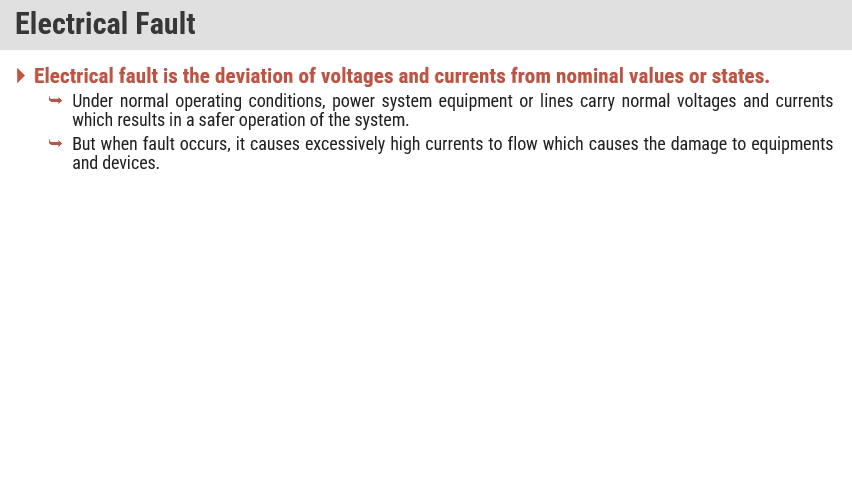 Electrical Fault
Electrical fault is the deviation of voltages and currents from nominal values or states.
Under normal operating conditions, power system equipment or lines carry normal voltages and currents
which results in a safer operation of the system.
But when fault occurs, it causes excessively high currents to flow which causes the damage to equipments
and devices.